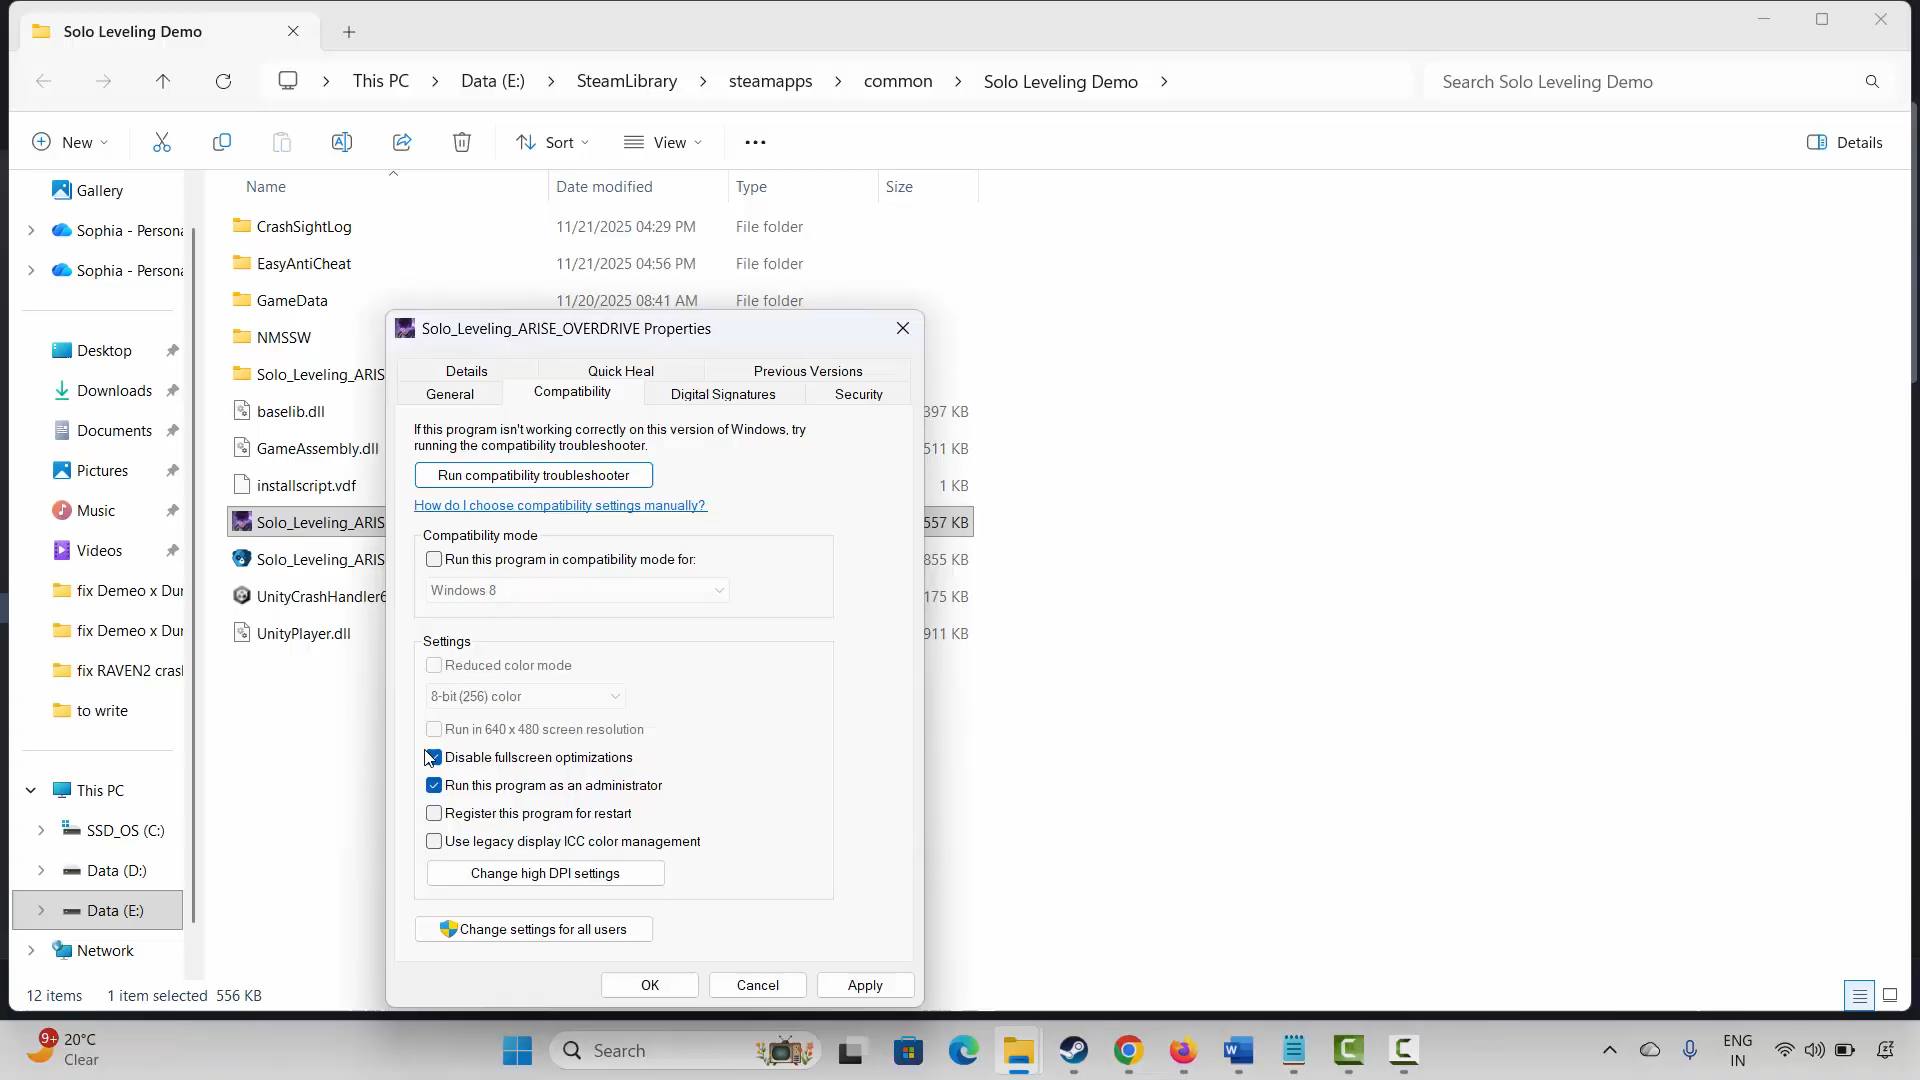 Solo Leveling Demo
This PC
Data (E:)
SteamLibrary
steamapps
common
Solo Leveling Demo
Search Solo Leveling Demo
New
Sort
View
Details
Gallery
Sophia - Persona
Sophia - Persona
Desktop
Downloads
Documents
Pictures
Music
Videos
fix Demeo x Dur
fix Demeo x Dur
fix RAVEN2 crash
to write
This PC
SSD_OS (C:)
Data (D:)
Data (E:)
Network
Name Date modified Type Size
CrashSightLog 11/21/2025 04:29 PM File folder
EasyAntiCheat 11/21/2025 04:56 PM File folder
GameData 11/20/2025 08:41 AM File folder
NMSSW
Solo_Leveling_ARIS
baselib.dll 397 KB
GameAssembly.dll 511 KB
installscript.vdf 1 KB
Solo_Leveling_ARIS 557 KB
Solo_Leveling_ARIS 855 KB
UnityCrashHandler6 175 KB
UnityPlayer.dll 911 KB
Solo_Leveling_ARISE_OVERDRIVE Properties
Details Quick Heal Previous Versions
General Compatibility Digital Signatures Security
If this program isn't working correctly on this version of Windows, try
running the compatibility troubleshooter.
Run compatibility troubleshooter
How do I choose compatibility settings manually?
Compatibility mode
Run this program in compatibility mode for:
Windows 8
Settings
Reduced color mode
8-bit (256) color
Run in 640 x 480 screen resolution
Disable fullscreen optimizations
Run this program as an administrator
Register this program for restart
Use legacy display ICC color management
Change high DPI settings
Change settings for all users
OK Cancel Apply
12 items 1 item selected 556 KB
9+
20°C
Clear
Search
ENG
IN